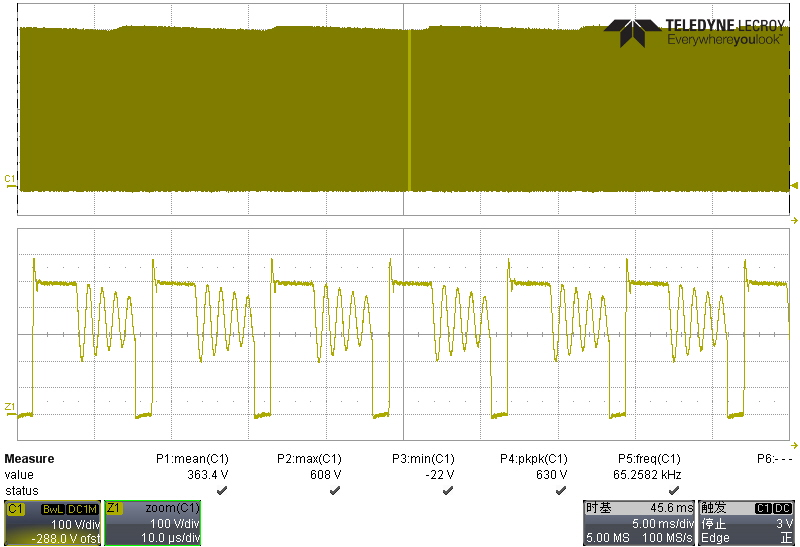 TELEDYNE LECROY
Everywhereyoulook™
C1
Z1
Measure P1:mean(C1) P2:max(C1) P3:min(C1) P4:pkpk(C1) P5:freq(C1) P6:- - -
value 363.4 V 608 V -22 V 630 V 65.2582 kHz
status
C1 BwL DC1M
100 V/div
-288.0 V ofst
Z1 zoom(C1)
100 V/div
10.0 µs/div
时基 45.6 ms
5.00 ms/div
5.00 MS 100 MS/s
触发 C1 DC
停止 3 V
Edge 正